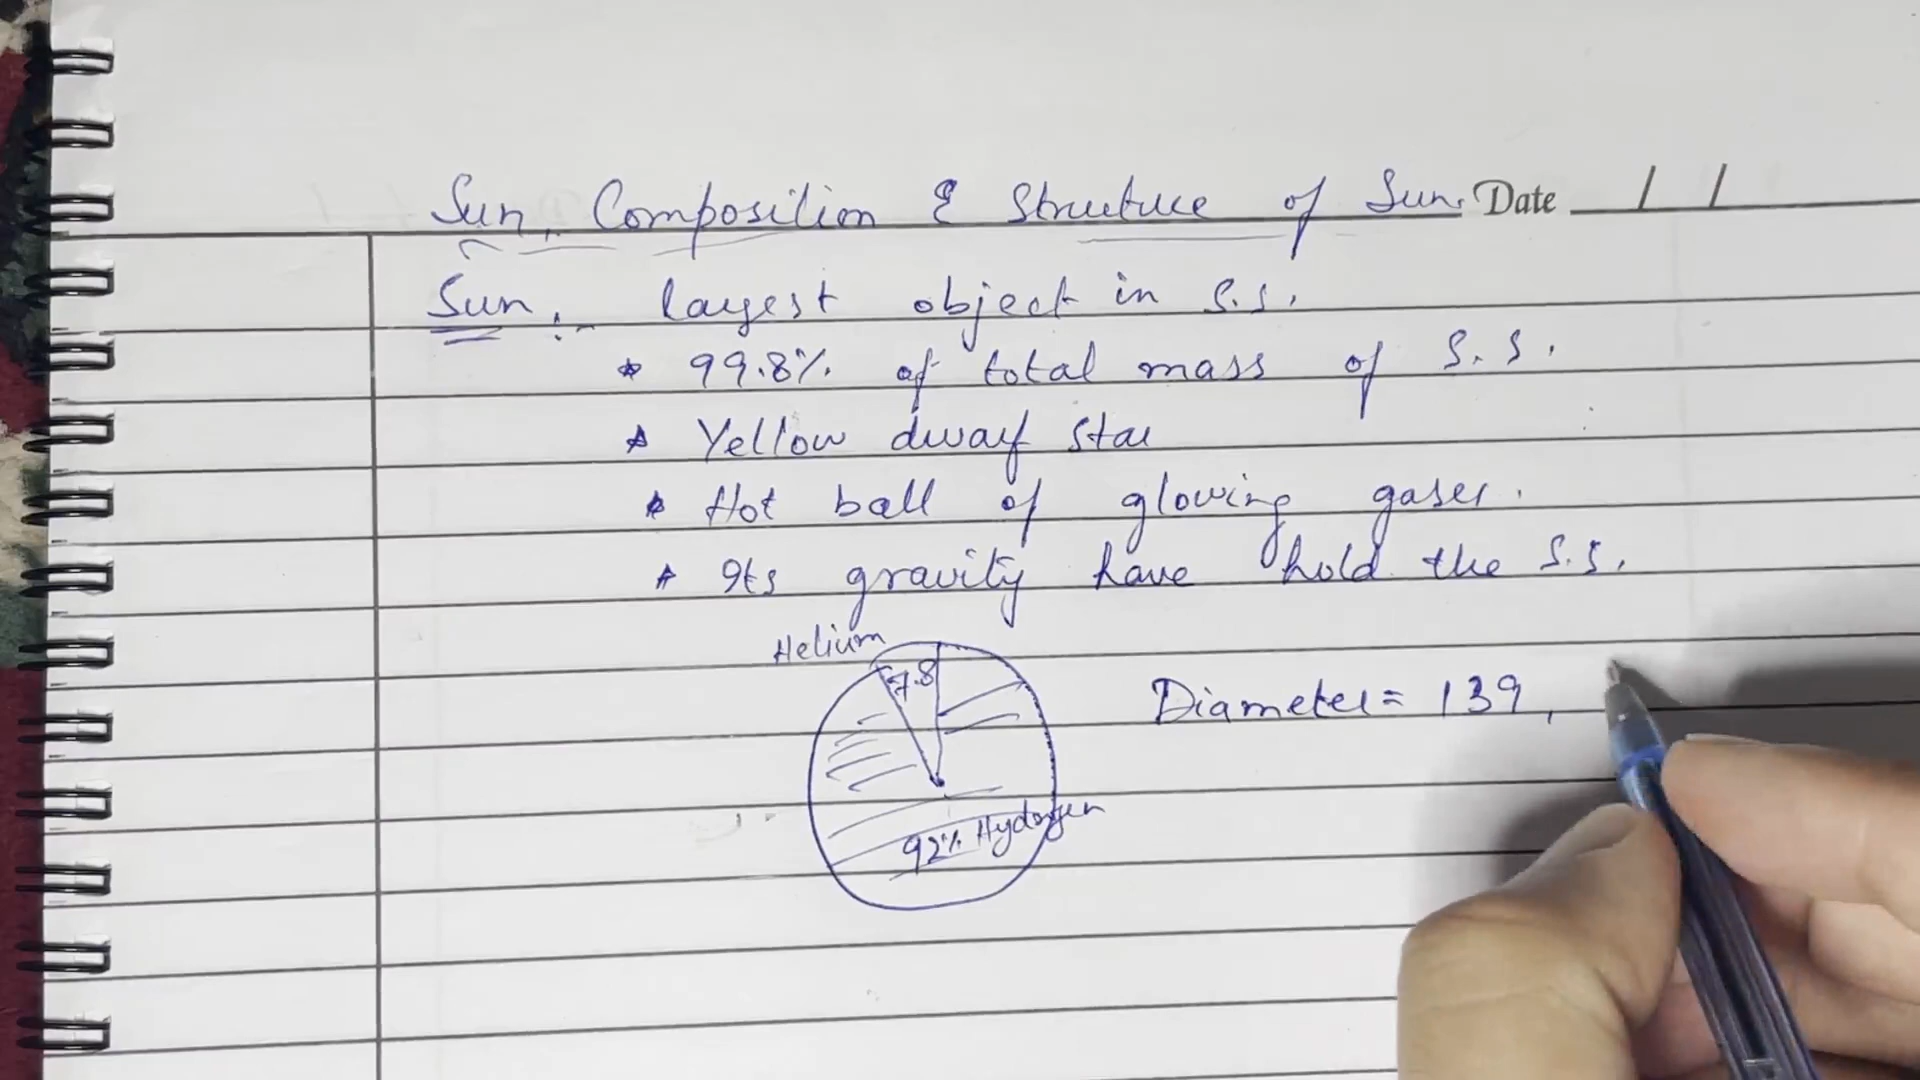 Sun, Composition & Structure of Sun. Date / /
Sun :- largest object in S.S.
* 99.8% of total mass of S.S.
* Yellow dwarf star
* Hot ball of glowing gases.
* Its gravity have hold the S.S.
Helium
7.8
Diameter = 139,
92% Hydorgen